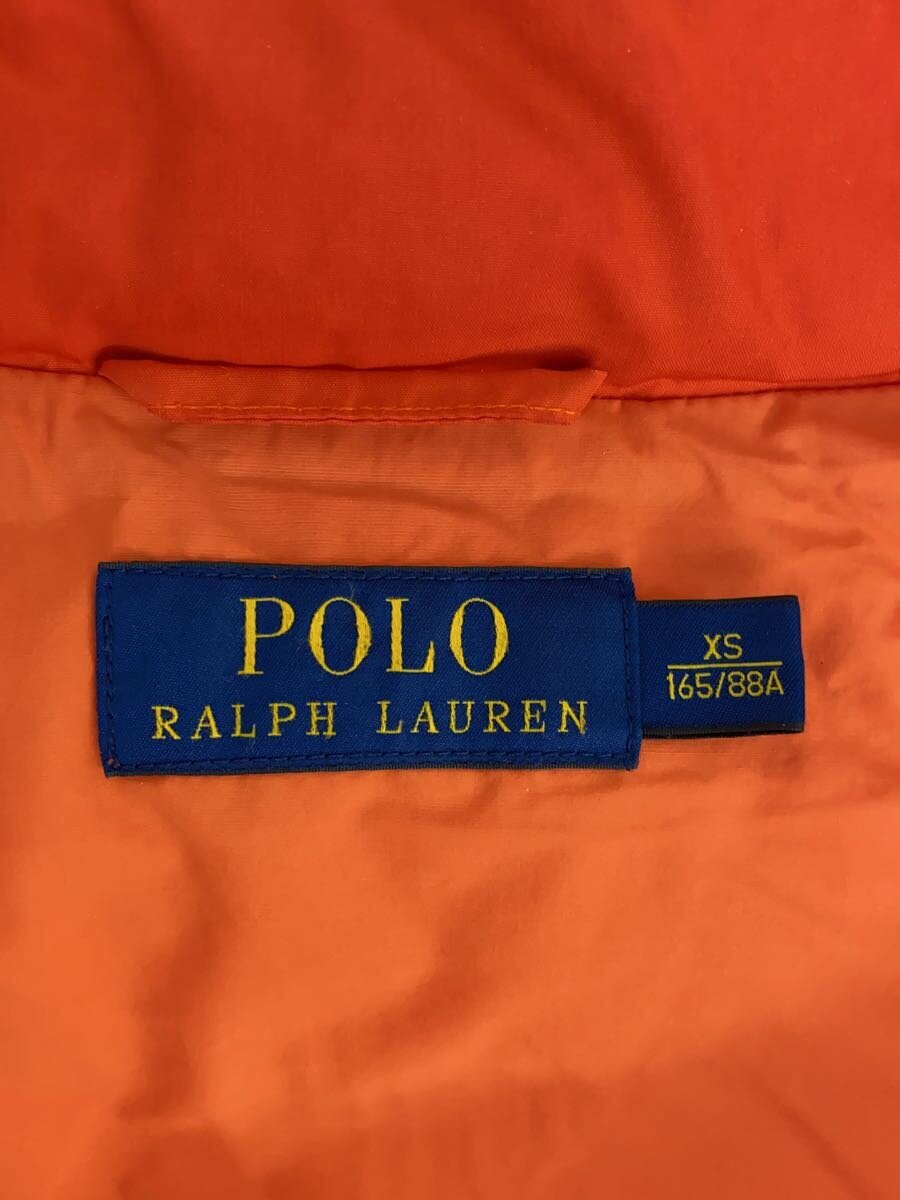 POLO
RALPH LAUREN
XS
165/88A